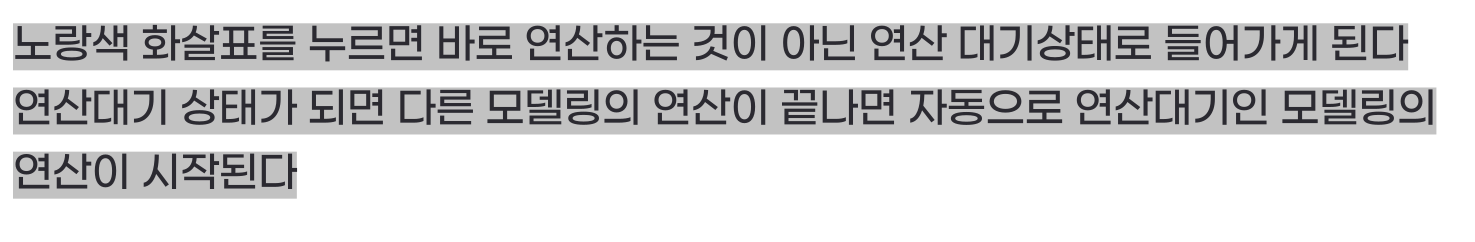 노랑색 화살표를 누르면 바로 연산하는 것이 아닌 연산 대기상태로 들어가게 된다
연산대기 상태가 되면 다른 모델링의 연산이 끝나면 자동으로 연산대기인 모델링의
연산이 시작된다